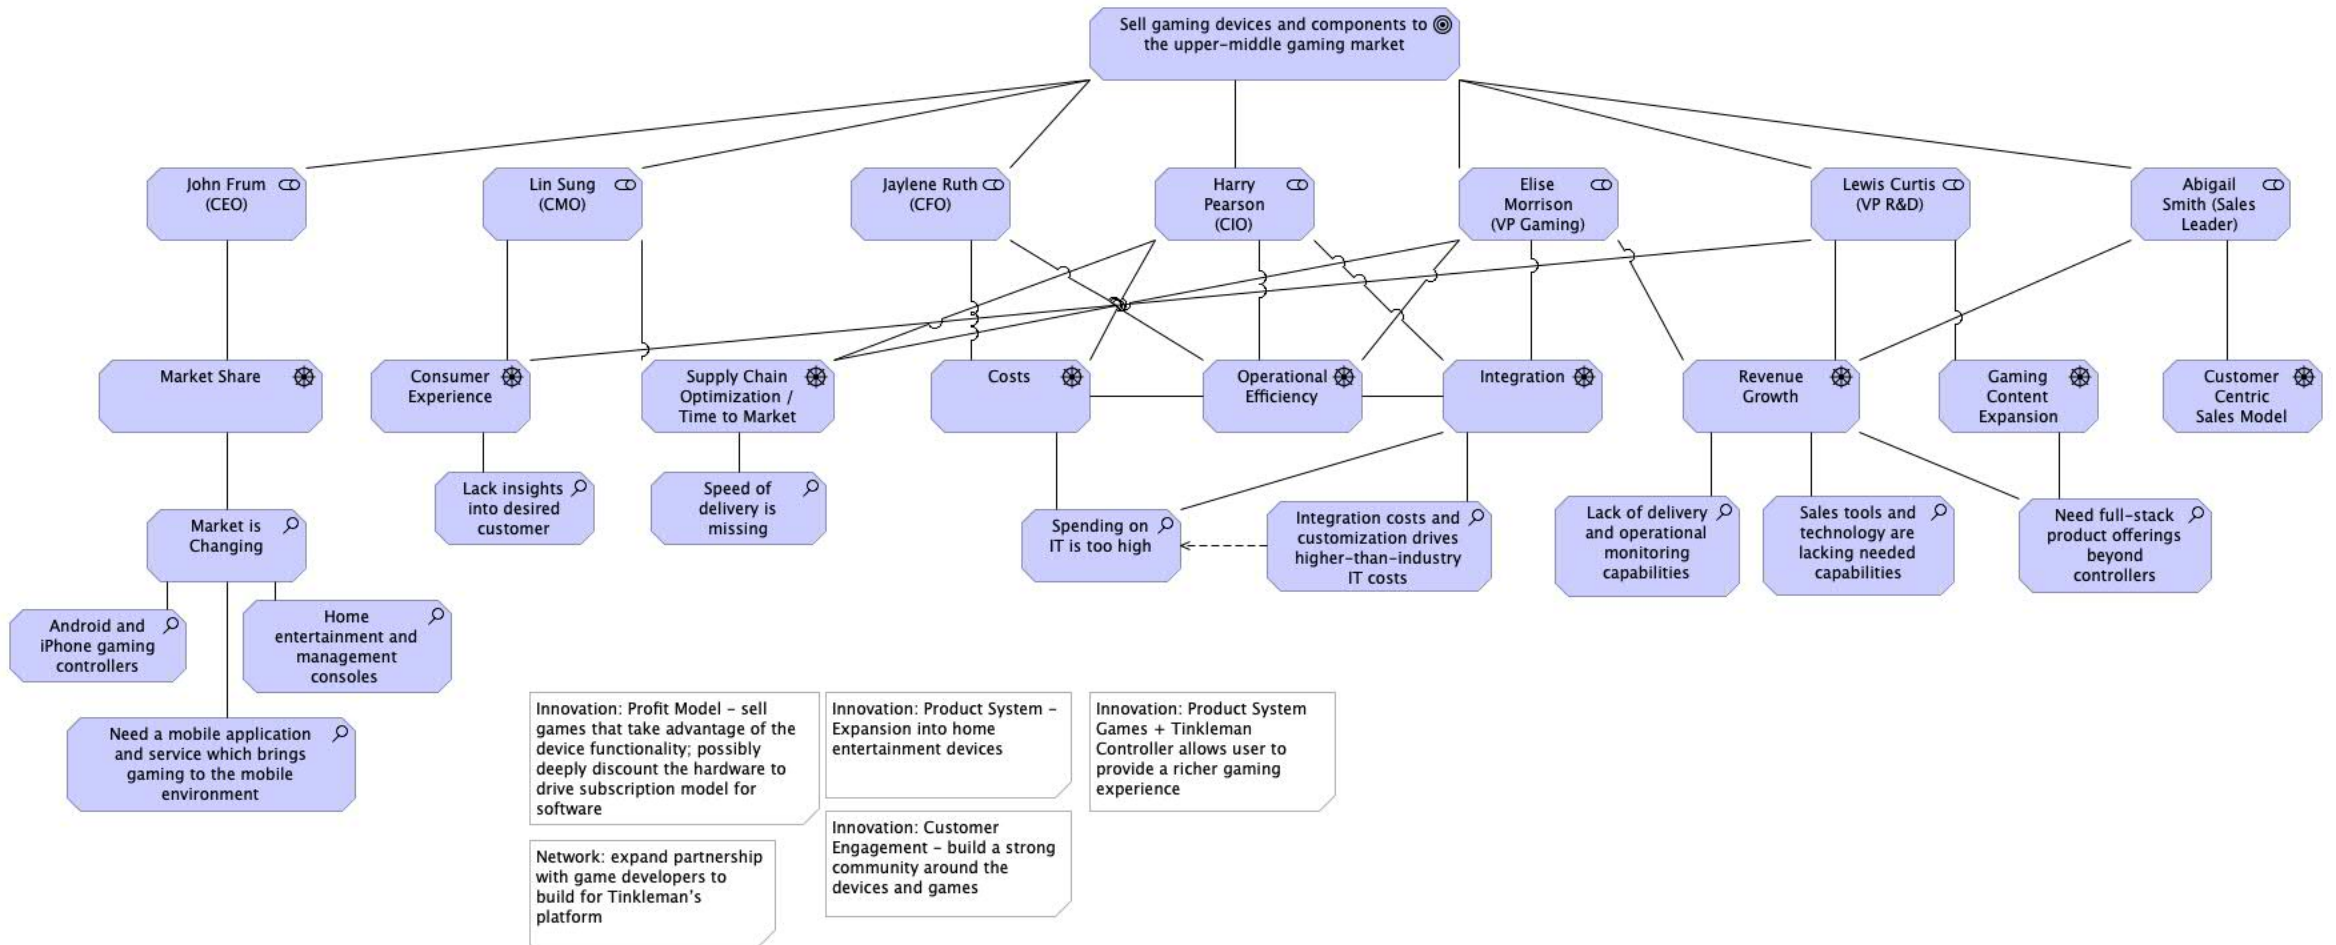 Sell gaming devices and components to
the upper-middle gaming market
John Frum
(CEO)
Lin Sung
(CMO)
Jaylene Ruth
(CFO)
Harry
Pearson
(CIO)
Elise
Morrison
(VP Gaming)
Lewis Curtis
(VP R&D)
Abigail
Smith (Sales
Leader)
Market Share
Consumer
Experience
Supply Chain
Optimization /
Time to Market
Costs
Operational
Efficiency
Integration
Revenue
Growth
Gaming
Content
Expansion
Customer
Centric
Sales Model
Market is
Changing
Lack insights
into desired
customer
Speed of
delivery is
missing
Spending on
IT is too high
Integration costs and
customization drives
higher-than-industry
IT costs
Lack of delivery
and operational
monitoring
capabilities
Sales tools and
technology are
lacking needed
capabilities
Need full-stack
product offerings
beyond
controllers
Android and
iPhone gaming
controllers
Home
entertainment and
management
consoles
Need a mobile application
and service which brings
gaming to the mobile
environment
Innovation: Profit Model - sell
games that take advantage of the
device functionality; possibly
deeply discount the hardware to
drive subscription model for
software
Innovation: Product System -
Expansion into home
entertainment devices
Innovation: Product System
Games + Tinkleman
Controller allows user to
provide a richer gaming
experience
Innovation: Customer
Engagement - build a strong
community around the
devices and games
Network: expand partnership
with game developers to
build for Tinkleman's
platform